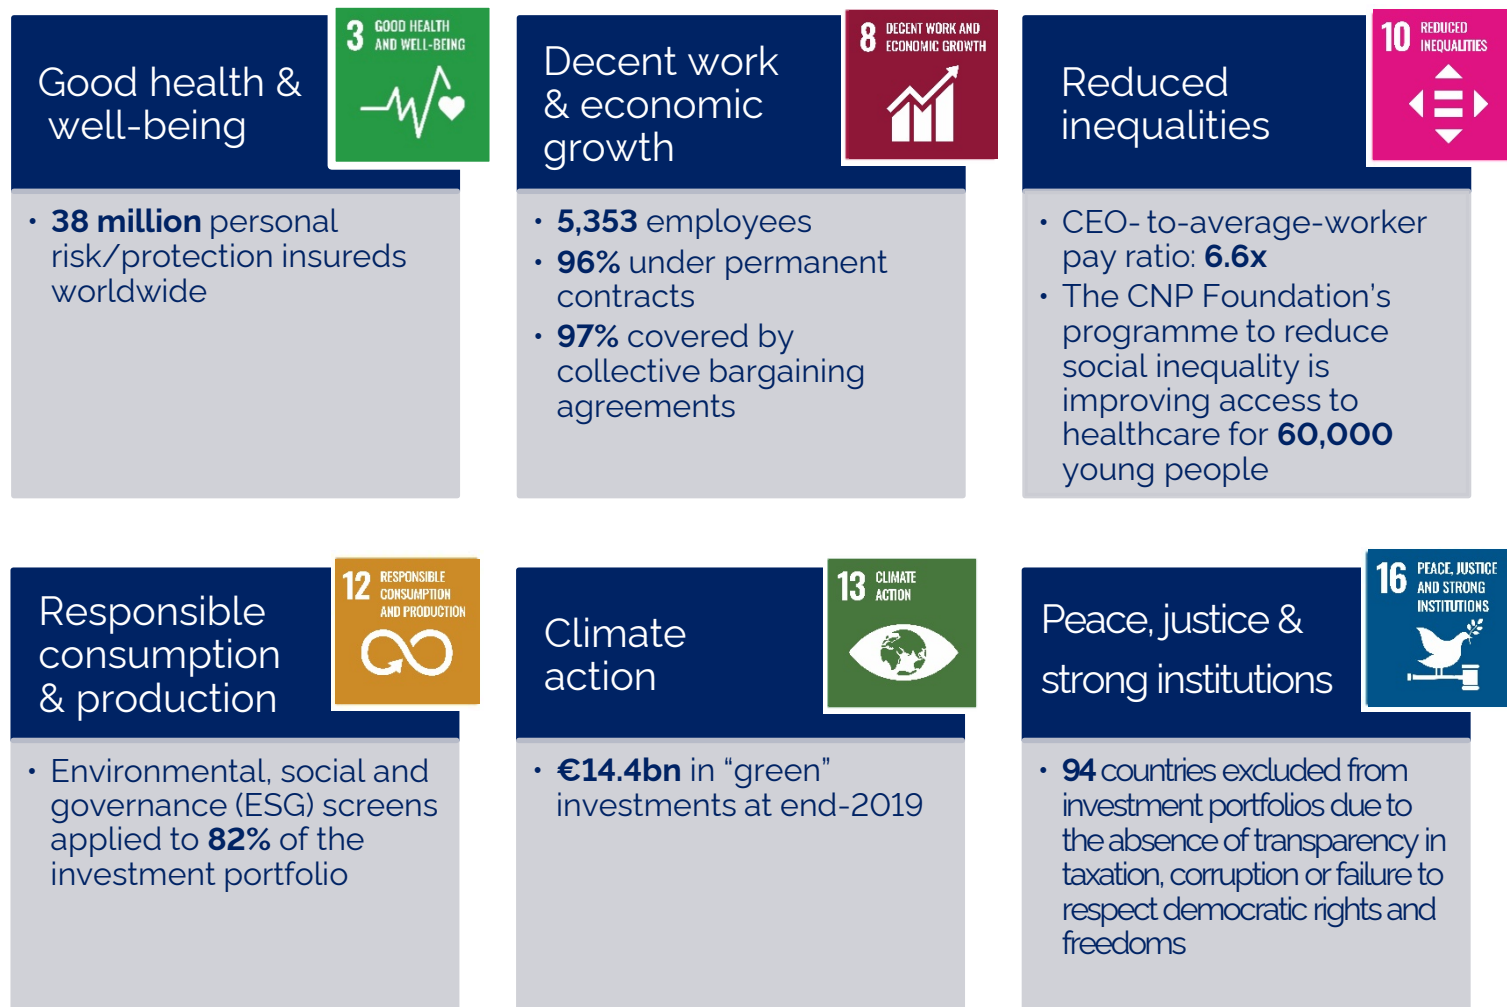 Good health &
well-being
3 GOOD HEALTH
AND WELL-BEING
• 38 million personal
risk/protection insureds
worldwide
Decent work
& economic
growth
8 DECENT WORK AND
ECONOMIC GROWTH
• 5,353 employees
• 96% under permanent
contracts
• 97% covered by
collective bargaining
agreements
Reduced
inequalities
10 REDUCED
INEQUALITIES
• CEO- to-average-worker
pay ratio: 6.6x
• The CNP Foundation’s
programme to reduce
social inequality is
improving access to
healthcare for 60,000
young people
Responsible
consumption
& production
12 RESPONSIBLE
CONSUMPTION
AND PRODUCTION
• Environmental, social and
governance (ESG) screens
applied to 82% of the
investment portfolio
Climate
action
13 CLIMATE
ACTION
• €14.4bn in “green”
investments at end-2019
Peace, justice &
strong institutions
16 PEACE, JUSTICE
AND STRONG
INSTITUTIONS
• 94 countries excluded from
investment portfolios due to
the absence of transparency in
taxation, corruption or failure to
respect democratic rights and
freedoms